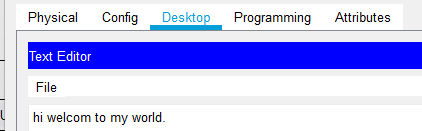 Physical Config Desktop Programming Attributes
Text Editor
File
hi welcom to my world.